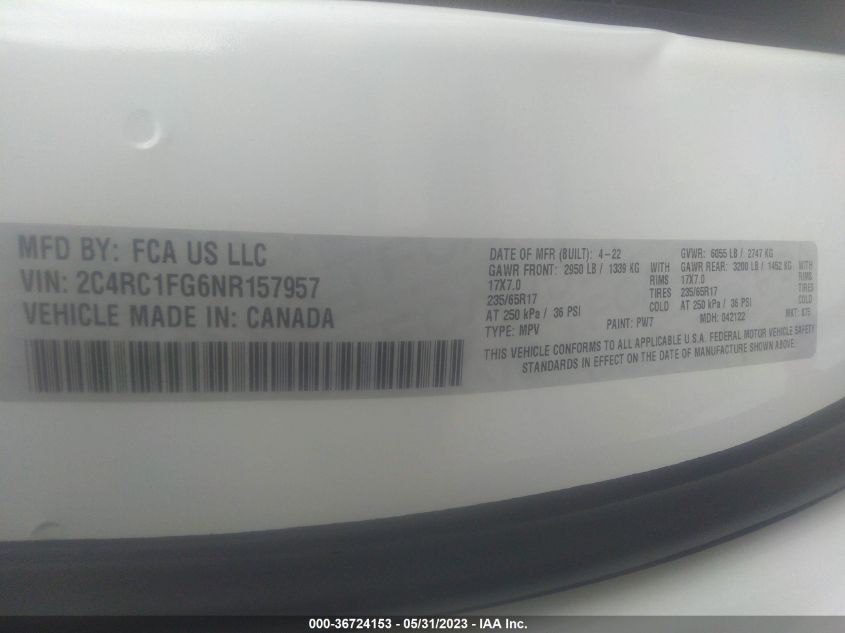 MFD BY: FCA US LLC
VIN: 2C4RC1FG6NR157957
VEHICLE MADE IN: CANADA
DATE OF MFR (BUILT): 4-22 GVWR: 6055 LB / 2747 KG
GAWR FRONT: 2950 LB / 1339 KG WITH GAWR REAR: 3200 LB / 1452 KG WITH
17X7.0 RIMS 17X7.0 RIMS
235/65R17 TIRES 235/65R17 TIRES
AT 250 kPa / 36 PSI COLD AT 250 kPa / 36 PSI COLD
TYPE: MPV PAINT: PW7 MDH: 042122 MKT:
THIS VEHICLE CONFORMS TO ALL APPLICABLE U.S.A. FEDERAL MOTOR VEHICLE SAFETY
STANDARDS IN EFFECT ON THE DATE OF MANUFACTURE SHOWN ABOVE.
000-36724153 - 05/31/2023 - IAA Inc.